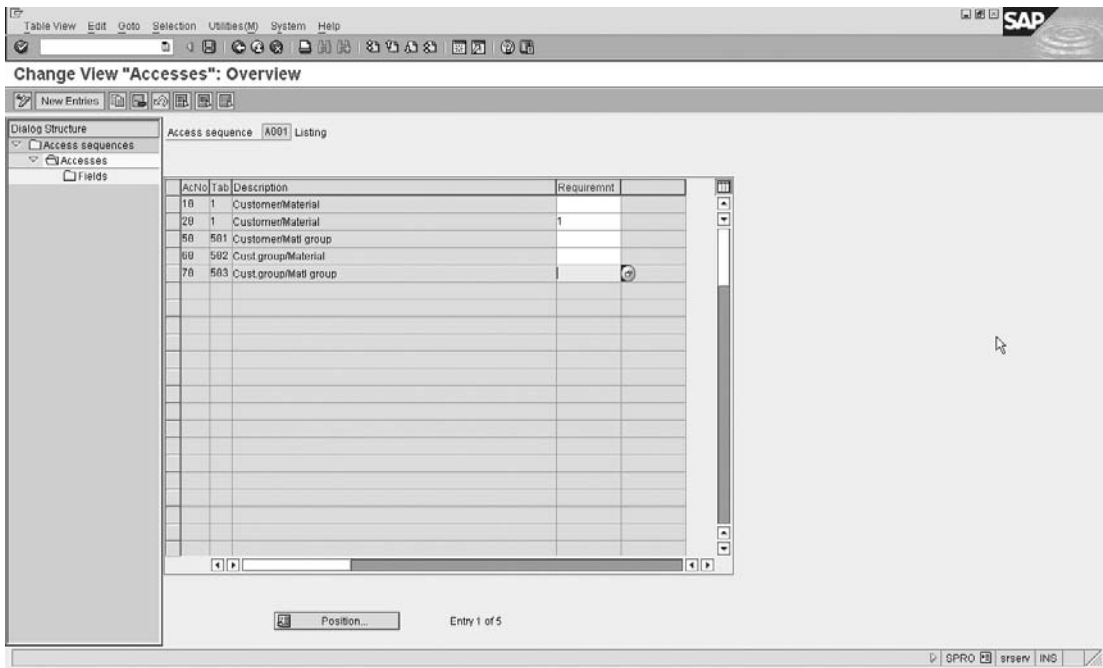 Table View Edit Goto Selection Utilities(M) System Help
SAP
Change View "Accesses": Overview
New Entries
Dialog Structure
Access sequences
Accesses
Fields
Access sequence A001 Listing
AcNo Tab Description Requiremnt
10 1 Customer/Material
20 1 Customer/Material 1
50 501 Customer/Matl group
60 502 Cust.group/Material
70 503 Cust.group/Matl group
Position... Entry 1 of 5
SPRO srserv INS